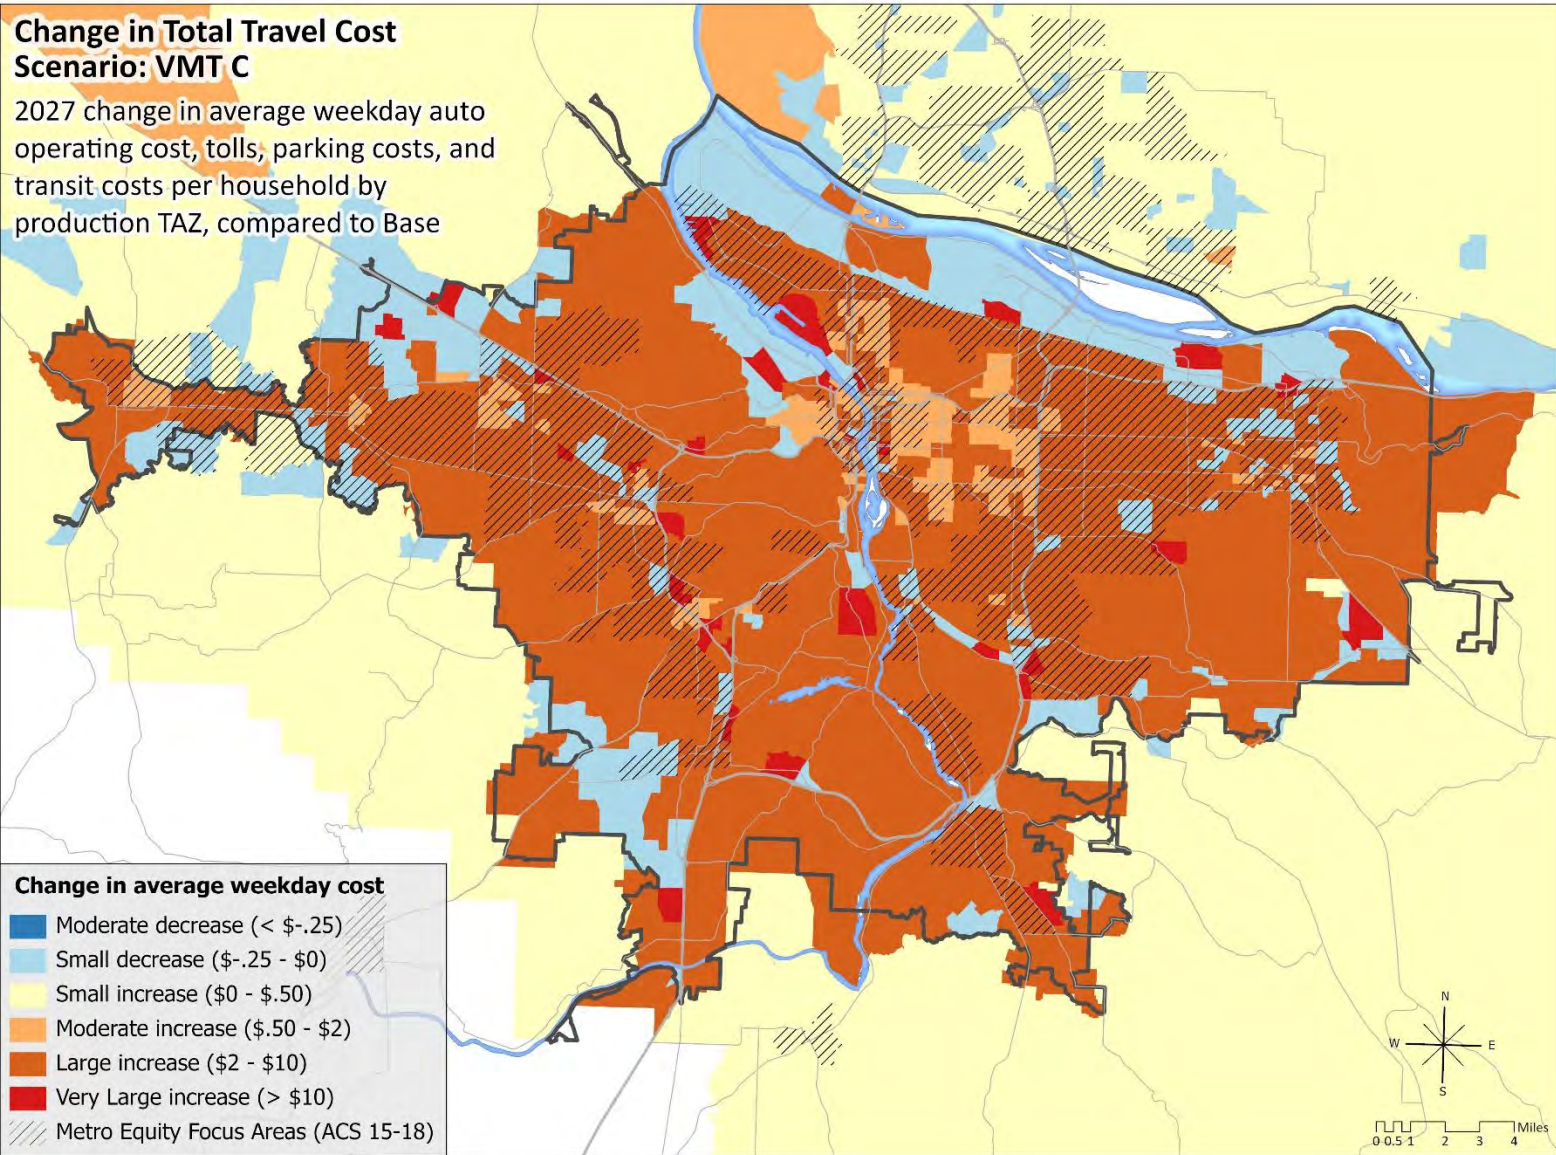 Change in Total Travel Cost
Scenario: VMT C
2027 change in average weekday auto
operating cost, tolls, parking costs, and
transit costs per household by
production TAZ, compared to Base
Change in average weekday cost
Moderate decrease (< $-.25)
Small decrease ($-.25 - $0)
Small increase ($0 - $.50)
Moderate increase ($.50 - $2)
Large increase ($2 - $10)
Very Large increase (> $10)
Metro Equity Focus Areas (ACS 15-18)
N
W E
S
Miles
0 0.5 1 2 3 4